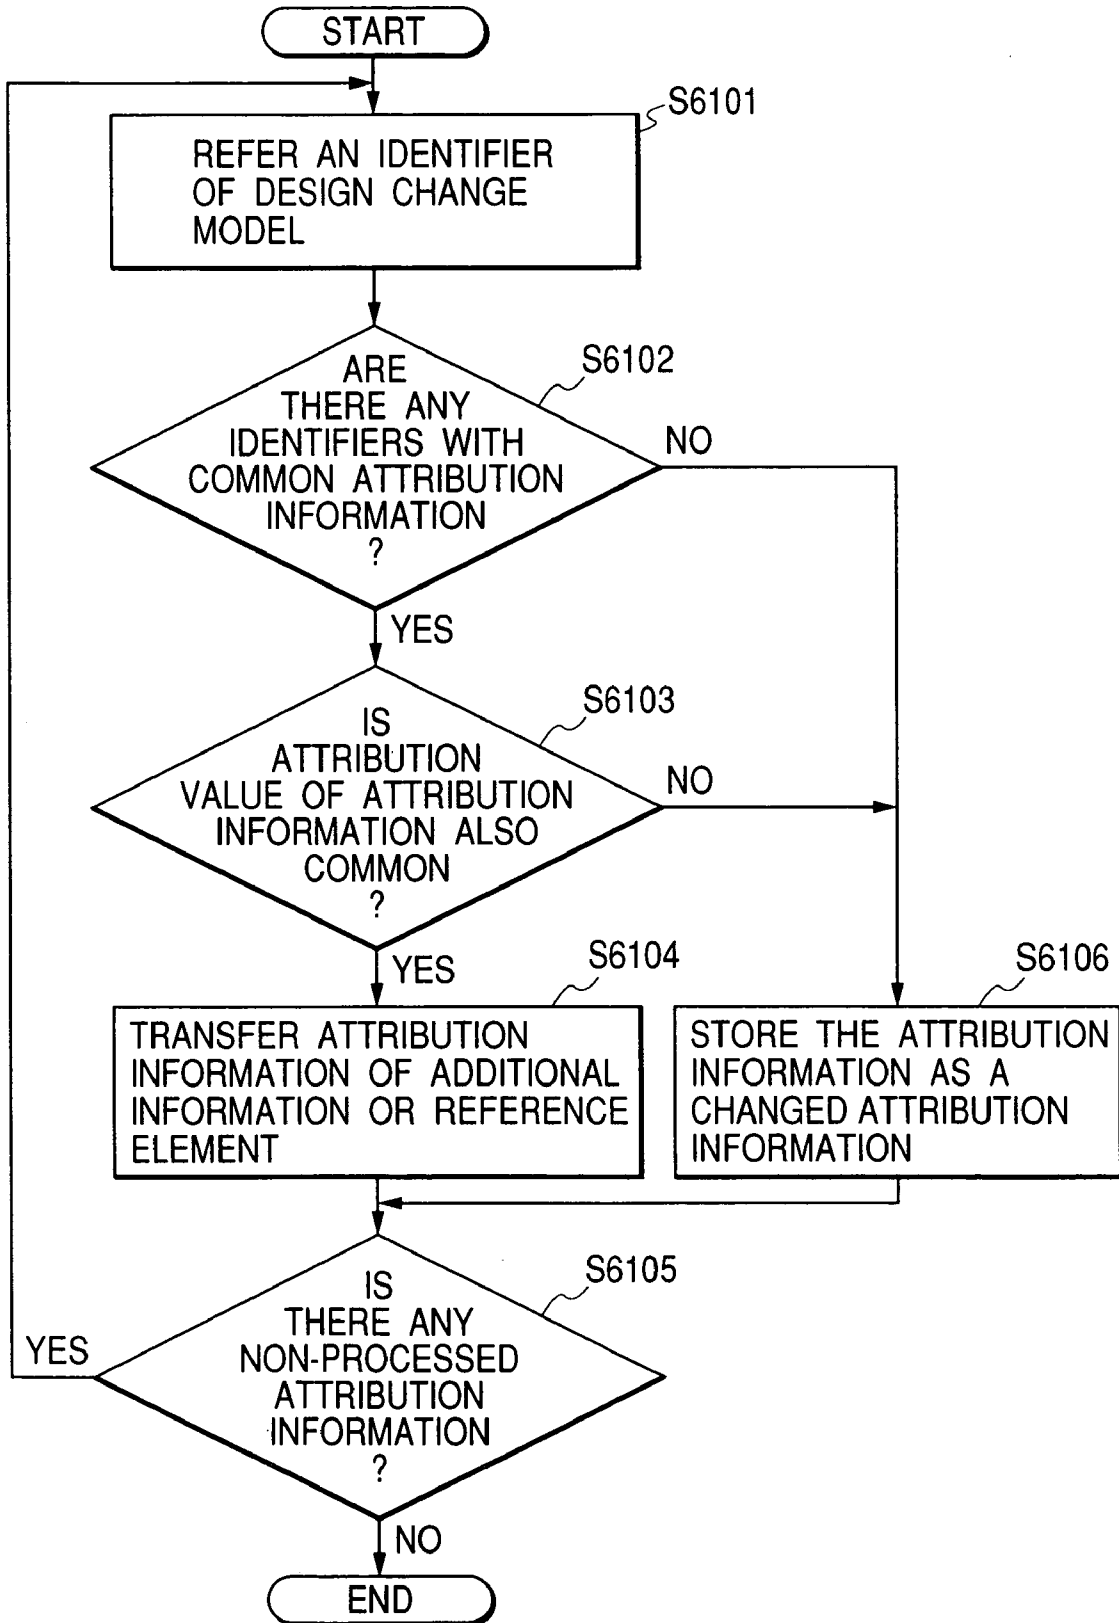 START
S6101
REFER AN IDENTIFIER
OF DESIGN CHANGE
MODEL
S6102
ARE
THERE ANY
IDENTIFIERS WITH
COMMON ATTRIBUTION
INFORMATION
?
NO
YES
S6103
IS
ATTRIBUTION
VALUE OF ATTRIBUTION
INFORMATION ALSO
COMMON
?
NO
YES
S6104
TRANSFER ATTRIBUTION
INFORMATION OF ADDITIONAL
INFORMATION OR REFERENCE
ELEMENT
S6106
STORE THE ATTRIBUTION
INFORMATION AS A
CHANGED ATTRIBUTION
INFORMATION
S6105
IS
THERE ANY
NON-PROCESSED
ATTRIBUTION
INFORMATION
?
YES
NO
END